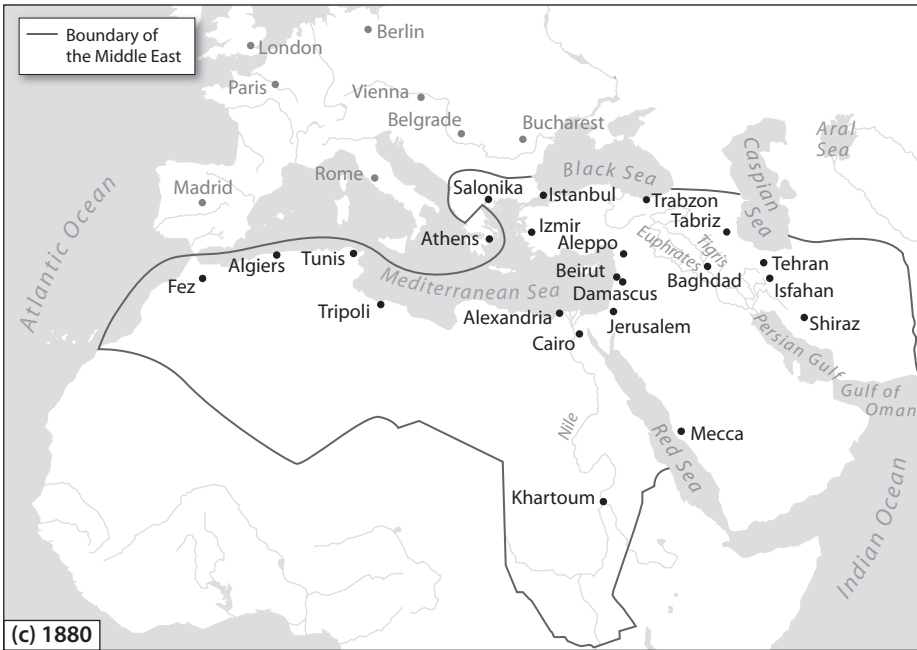 Boundary of
the Middle East
Berlin
London
Paris
Vienna
Belgrade
Bucharest
Aral
Sea
Caspian
Sea
Black Sea
Madrid
Rome
Salonika
Istanbul
Trabzon
Tabriz
Atlantic Ocean
Athens
Izmir
Aleppo
Euphrates
Tigris
Algiers
Tunis
Fez
Mediterranean Sea
Beirut
Damascus
Baghdad
Tehran
Isfahan
Tripoli
Alexandria
Jerusalem
Shiraz
Cairo
Persian Gulf
Gulf of
Oman
Nile
Red Sea
Mecca
Khartoum
Indian Ocean
(c) 1880